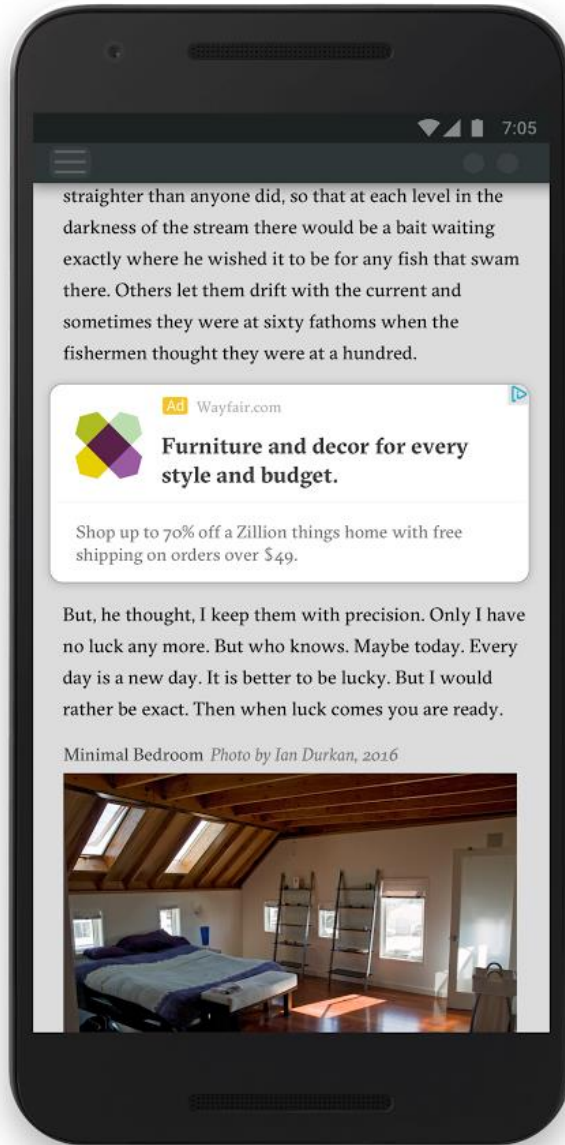 7:05
straighter than anyone did, so that at each level in the
darkness of the stream there would be a bait waiting
exactly where he wished it to be for any fish that swam
there. Others let them drift with the current and
sometimes they were at sixty fathoms when the
fishermen thought they were at a hundred.
Ad Wayfair.com
Furniture and decor for every
style and budget.
Shop up to 70% off a Zillion things home with free
shipping on orders over $49.
But, he thought, I keep them with precision. Only I have
no luck any more. But who knows. Maybe today. Every
day is a new day. It is better to be lucky. But I would
rather be exact. Then when luck comes you are ready.
Minimal Bedroom Photo by Ian Durkan, 2016